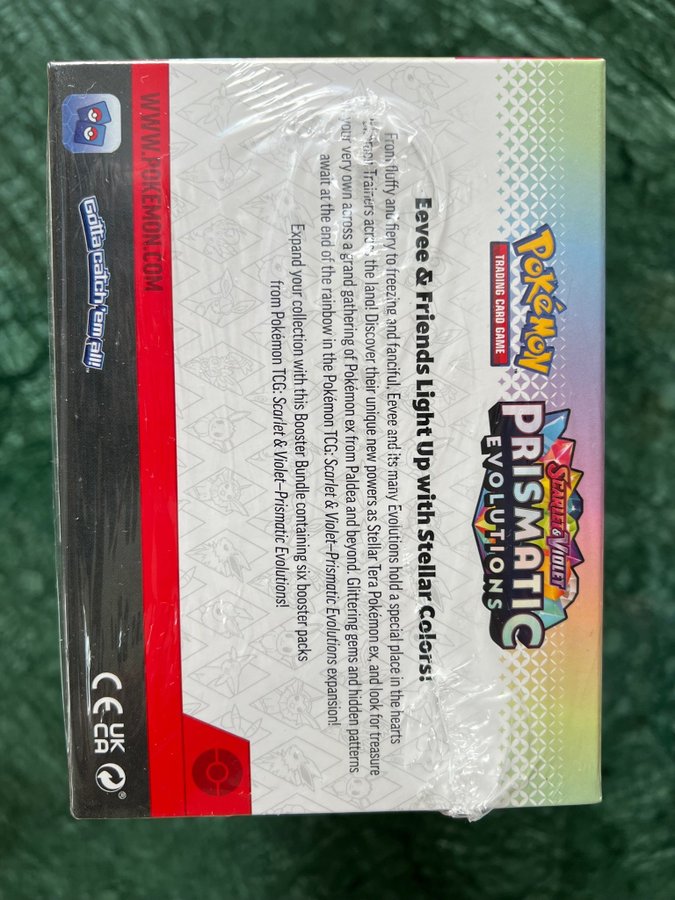 POKÉMON
TRADING CARD GAME
SCARLET & VIOLET
PRISMATIC
EVOLUTIONS
Eevee & Friends Light Up with Stellar Colors!
From fluffy and fiery to freezing and fanciful, Eevee and its many Evolutions hold a special place in the hearts
Trainers across the land! Discover their unique new powers as Stellar Tera Pokémon ex, and look for treasure
your very own across a grand gathering of Pokémon ex from Paldea and beyond. Glittering gems and hidden patterns
await at the end of the rainbow in the Pokémon TCG: Scarlet & Violet–Prismatic Evolutions expansion!
Expand your collection with this Booster Bundle containing six booster packs
from Pokémon TCG: Scarlet & Violet–Prismatic Evolutions!
WWW.POKEMON.COM
Gotta catch 'em all!
CE UK
CA ®